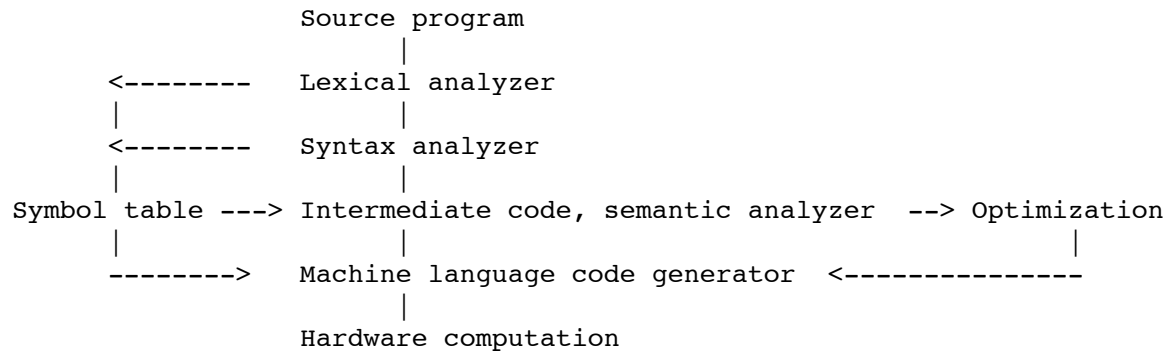 Source program
Lexical analyzer
Syntax analyzer
Symbol table ---> Intermediate code, semantic analyzer --> Optimization
Machine language code generator
Hardware computation